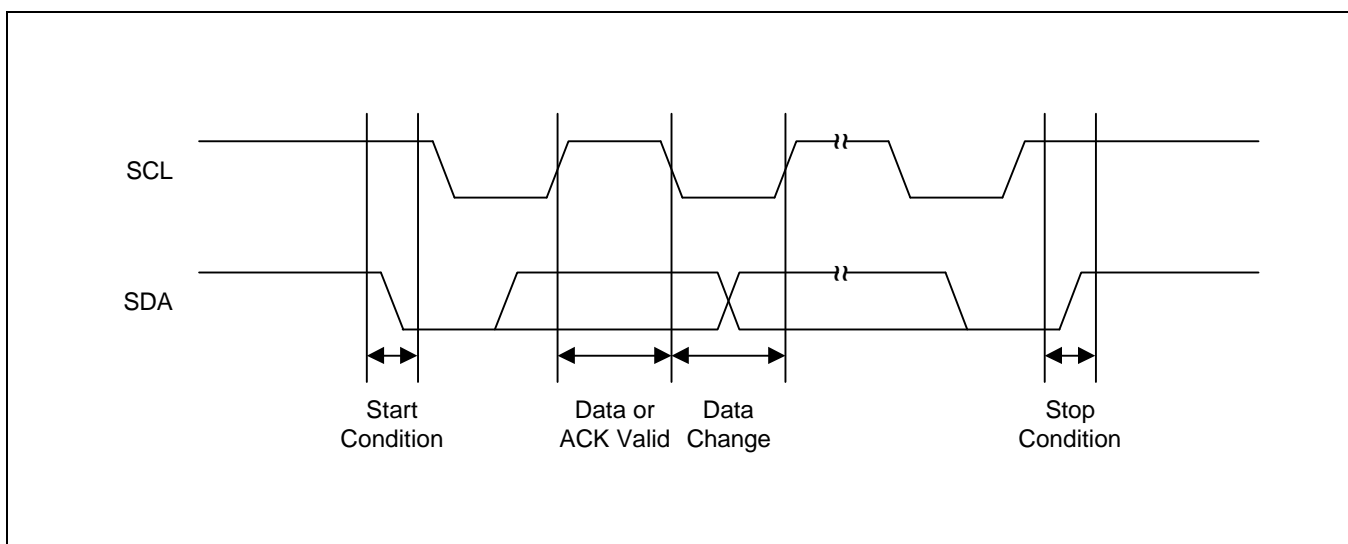 SCL
SDA
Start
Condition
Data or
ACK Valid
Data
Change
Stop
Condition